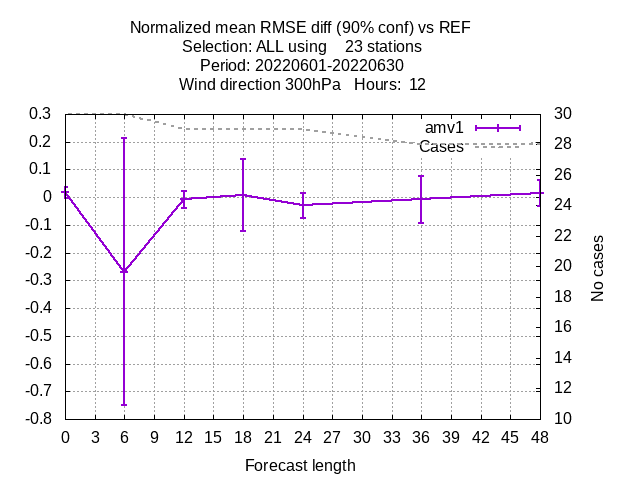 Normalized mean RMSE diff (90% conf) vs REF
Selection: ALL using 23 stations
Period: 20220601-20220630
Wind direction 300hPa Hours: 12
0.3
0.2
0.1
0
-0.1
-0.2
-0.3
-0.4
-0.5
-0.6
-0.7
-0.8
amv1
Cases
30
28
26
24
22
20
18
16
14
12
10
No cases
0 3 6 9 12 15 18 21 24 27 30 33 36 39 42 45 48
Forecast length